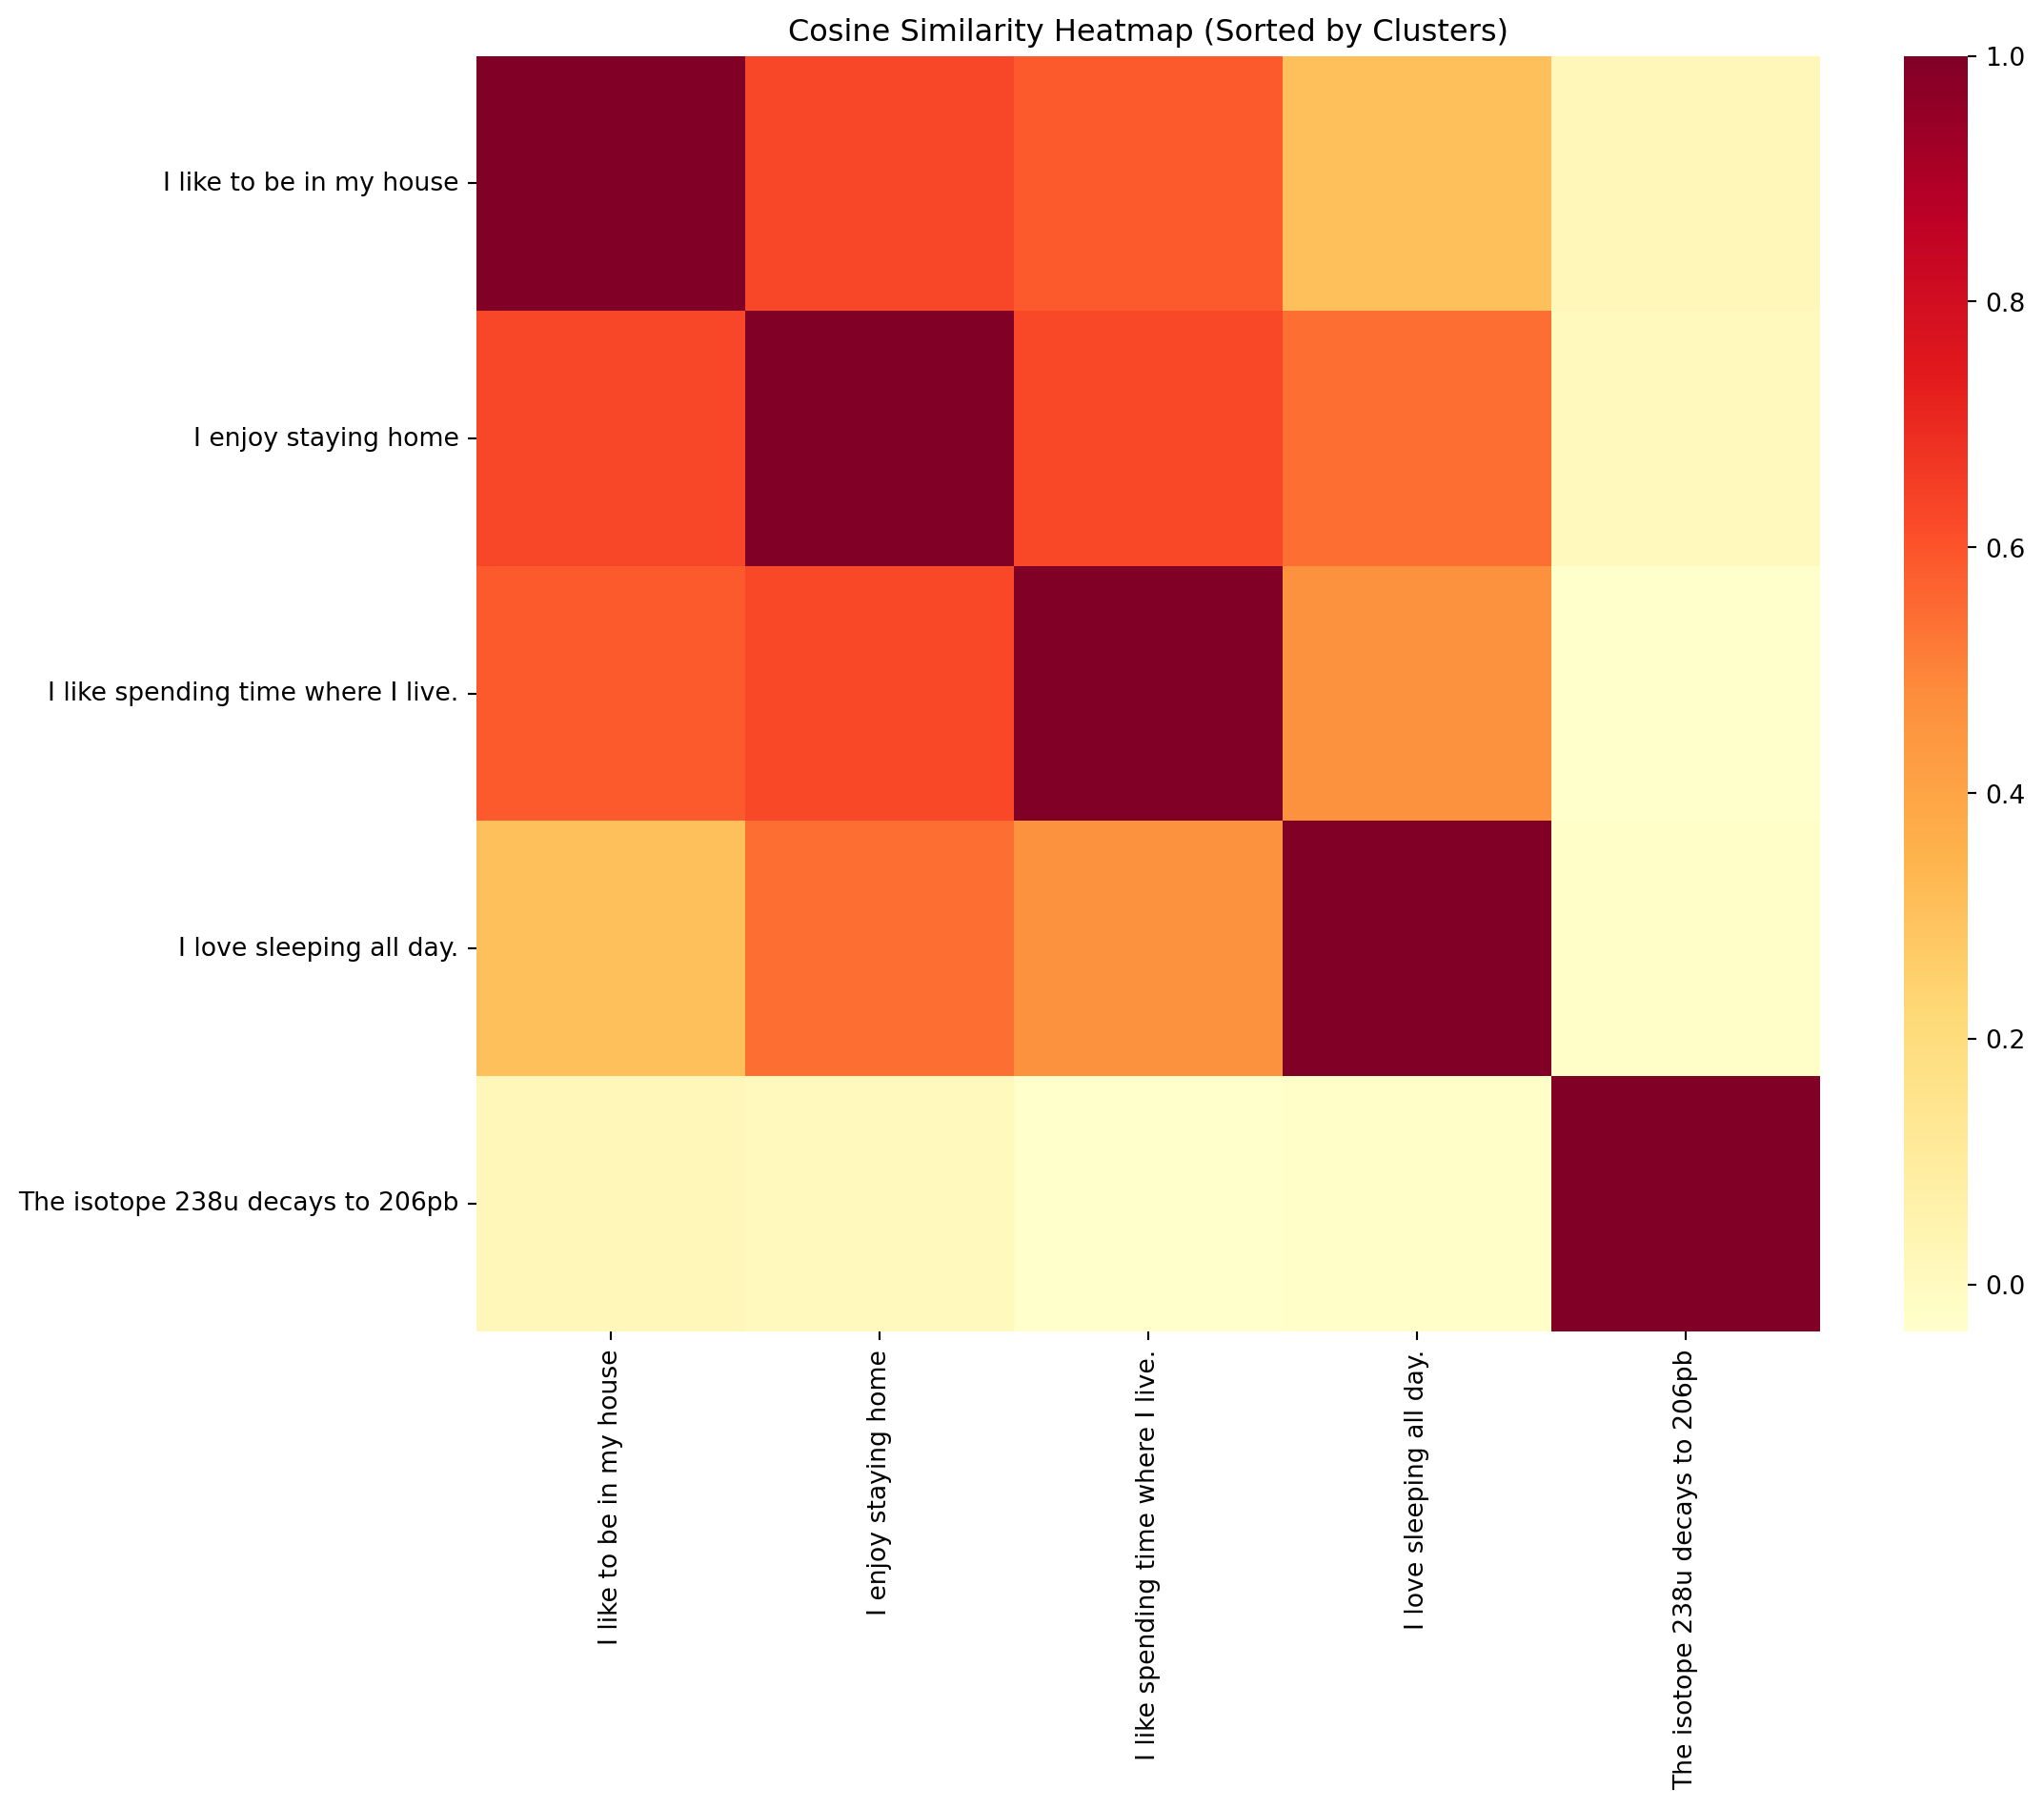 Cosine Similarity Heatmap (Sorted by Clusters)
I like to be in my house
I enjoy staying home
I like spending time where I live.
I love sleeping all day.
The isotope 238u decays to 206pb
I like to be in my house
I enjoy staying home
I like spending time where I live.
I love sleeping all day.
The isotope 238u decays to 206pb
1.0
0.8
0.6
0.4
0.2
0.0